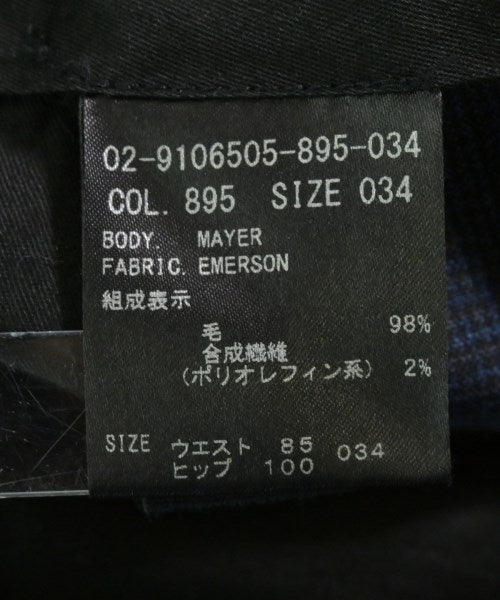 02-9106505-895-034
COL. 895 SIZE 034
BODY. MAYER
FABRIC. EMERSON
組成表示
毛 98%
合成繊維
(ポリオレフィン系) 2%
SIZE ウエスト 85 034
ヒップ 100